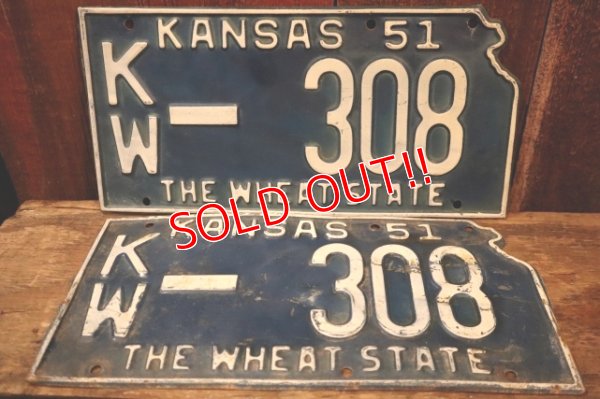 KANSAS 51
KW - 308
THE WHEAT STATE
SOLD OUT!!
KANSAS 51
KW - 308
THE WHEAT STATE